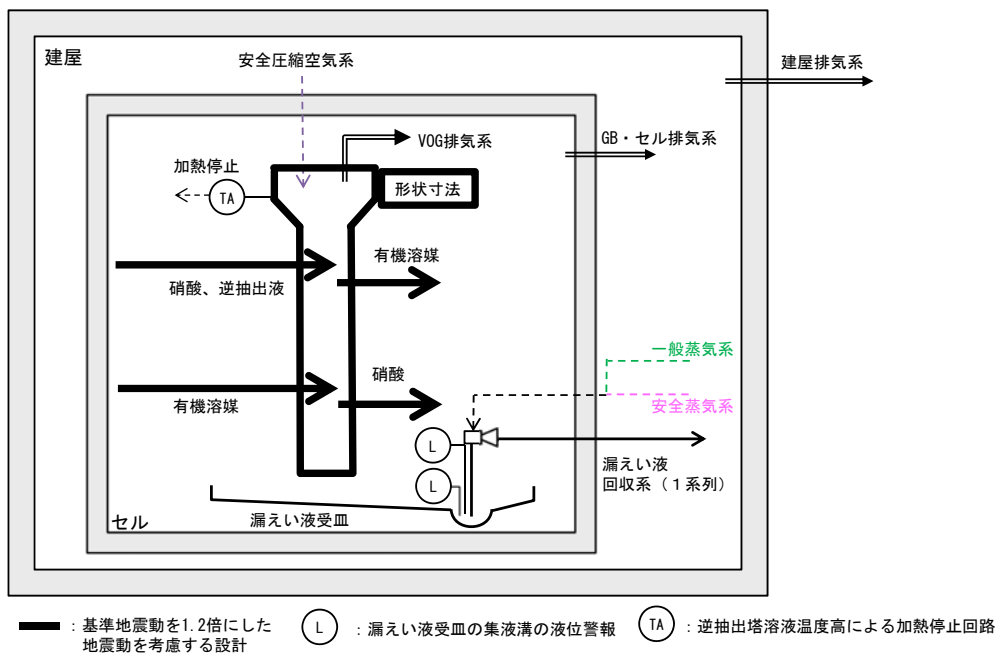 建屋
安全圧縮空気系
建屋排気系
VOG排気系
GB・セル排気系
加熱停止
TA
形状寸法
有機溶媒
硝酸、逆抽出液
一般蒸気系
硝酸
有機溶媒
安全蒸気系
L
漏えい液
回収系（１系列）
L
セル
漏えい液受皿
：基準地震動を1.2倍にした
地震動を考慮する設計
L
：漏えい液受皿の集液溝の液位警報
TA
：逆抽出塔溶液温度高による加熱停止回路